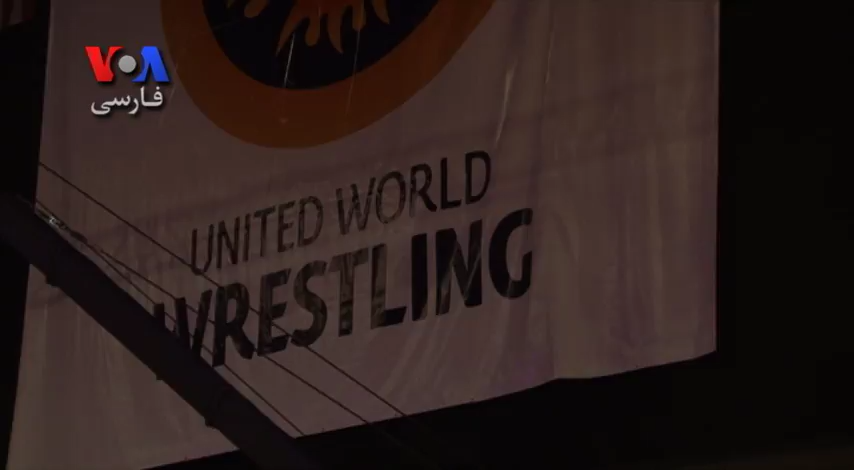 VOA
فارسی
UNITED WORLD
WRESTLING